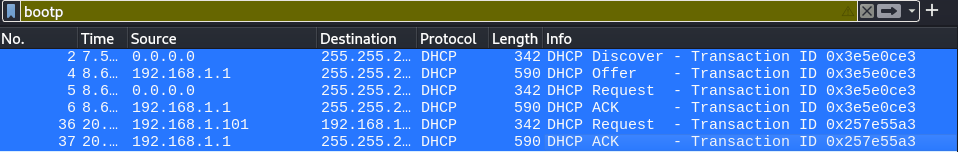 bootp
No. Time Source Destination Protocol Length Info
2 7.5… 0.0.0.0 255.255.2… DHCP 342 DHCP Discover - Transaction ID 0x3e5e0ce3
4 8.6… 192.168.1.1 255.255.2… DHCP 590 DHCP Offer - Transaction ID 0x3e5e0ce3
5 8.6… 0.0.0.0 255.255.2… DHCP 342 DHCP Request - Transaction ID 0x3e5e0ce3
6 8.6… 192.168.1.1 255.255.2… DHCP 590 DHCP ACK - Transaction ID 0x3e5e0ce3
36 20.… 192.168.1.101 192.168.1… DHCP 342 DHCP Request - Transaction ID 0x257e55a3
37 20.… 192.168.1.1 255.255.2… DHCP 590 DHCP ACK - Transaction ID 0x257e55a3